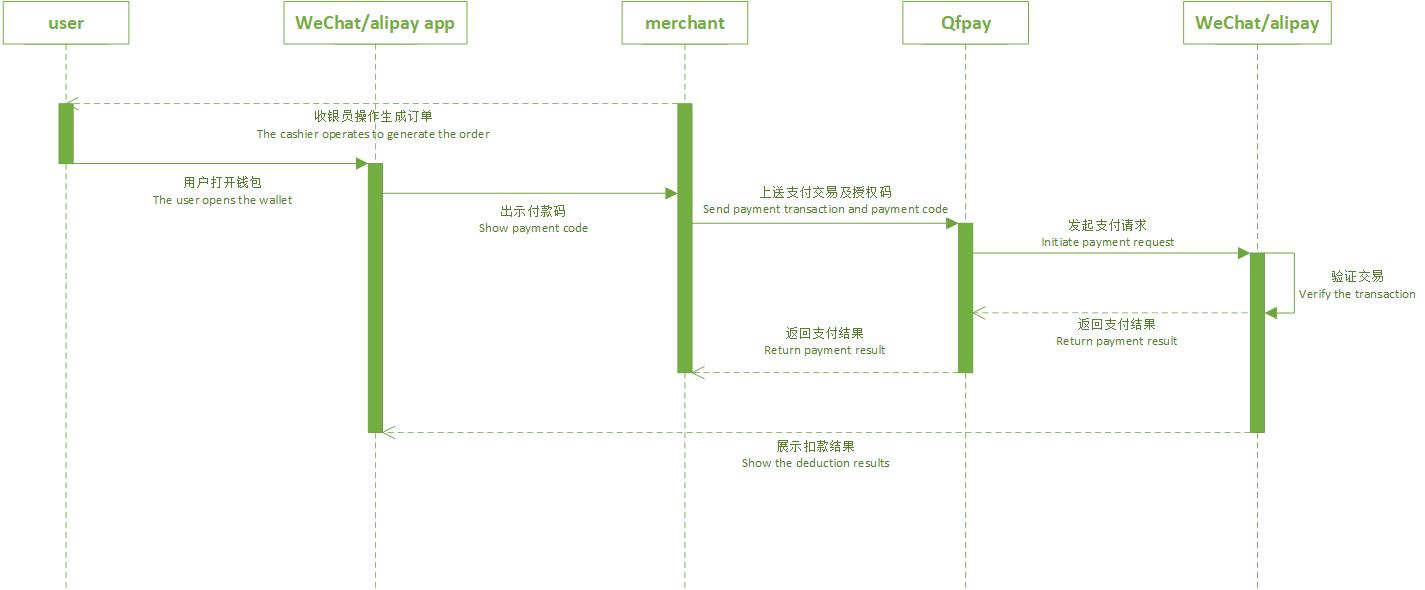 user
WeChat/alipay app
merchant
Qfpay
WeChat/alipay
收银员操作生成订单
The cashier operates to generate the order
用户打开钱包
The user opens the wallet
出示付款码
Show payment code
上送支付交易及授权码
Send payment transaction and payment code
发起支付请求
Initiate payment request
验证交易
Verify the transaction
返回支付结果
Return payment result
返回支付结果
Return payment result
展示扣款结果
Show the deduction results